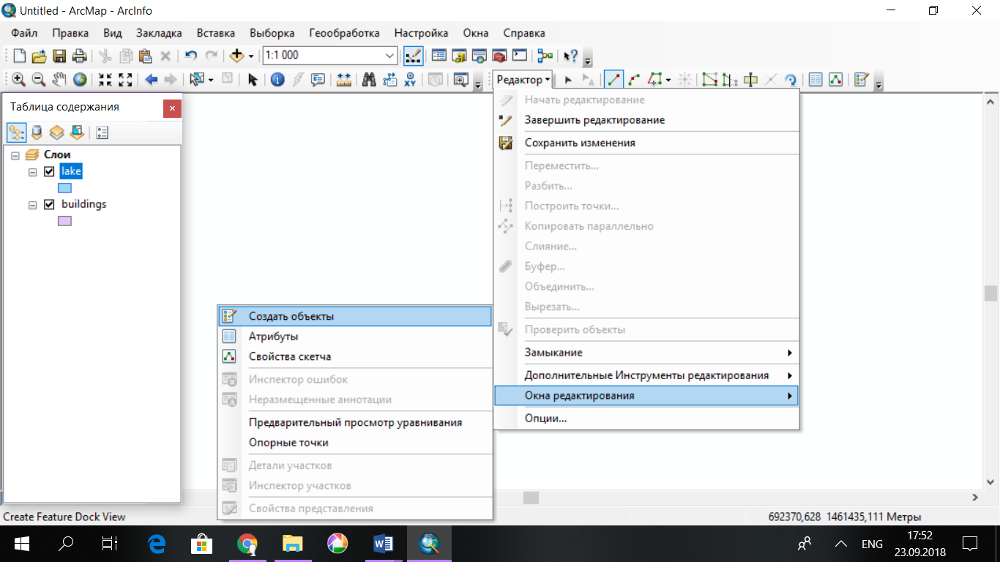 Untitled - ArcMap - ArcInfo
Файл Правка Вид Закладка Вставка Выборка Геообработка Настройка Окна Справка
1:1 000
XY
Редактор
Таблица содержания
Слои
lake
buildings
Начать редактирование
Завершить редактирование
Сохранить изменения
Переместить...
Разбить...
Построить точки...
Копировать параллельно
Слияние...
Буфер...
Объединить...
Вырезать...
Проверить объекты
Замыкание
Дополнительные Инструменты редактирования
Окна редактирования
Опции...
Создать объекты
Атрибуты
Свойства скетча
Инспектор ошибок
Неразмещенные аннотации
Предварительный просмотр уравнивания
Опорные точки
Детали участков
Инспектор участков
Свойства представления
Create Feature Dock View
692370,628 1461435,111 Метры
ENG
17:52
23.09.2018